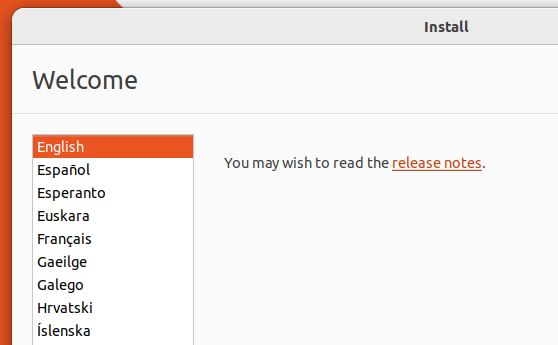 Install
Welcome
English
Español
Esperanto
Euskara
Français
Gaeilge
Galego
Hrvatski
Íslenska
You may wish to read the release notes.